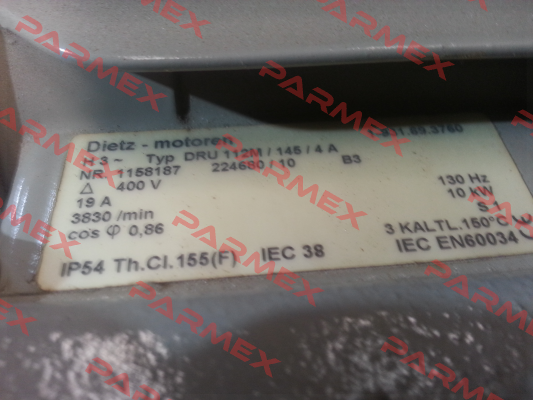 Dietz - motoren
3 ~ Typ DRU 112M / 145 / 4 A
NR. 1158187 224680 / 10 B3
Δ 400 V 130 Hz
19 A 10 kW
3830 /min S 1
cos φ 0,86 3 KALTL.150°C
IP54 Th.Cl.155(F) IEC 38 IEC EN60034
PARMEX
PARMEX
PARMEX
PARMEX
PARMEX
PARMEX
PARMEX